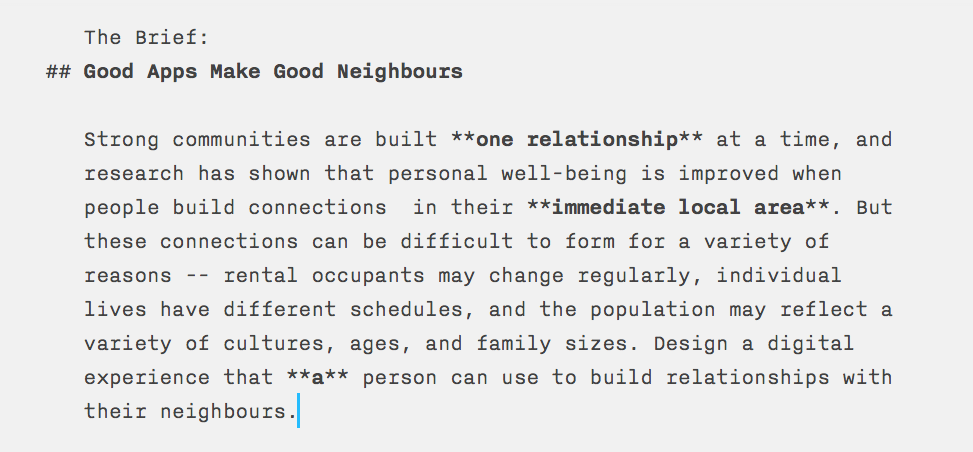 The Brief:
## Good Apps Make Good Neighbours
Strong communities are built **one relationship** at a time, and
research has shown that personal well-being is improved when
people build connections  in their **immediate local area**. But
these connections can be difficult to form for a variety of
reasons -- rental occupants may change regularly, individual
lives have different schedules, and the population may reflect a
variety of cultures, ages, and family sizes. Design a digital
experience that **a** person can use to build relationships with
their neighbours.